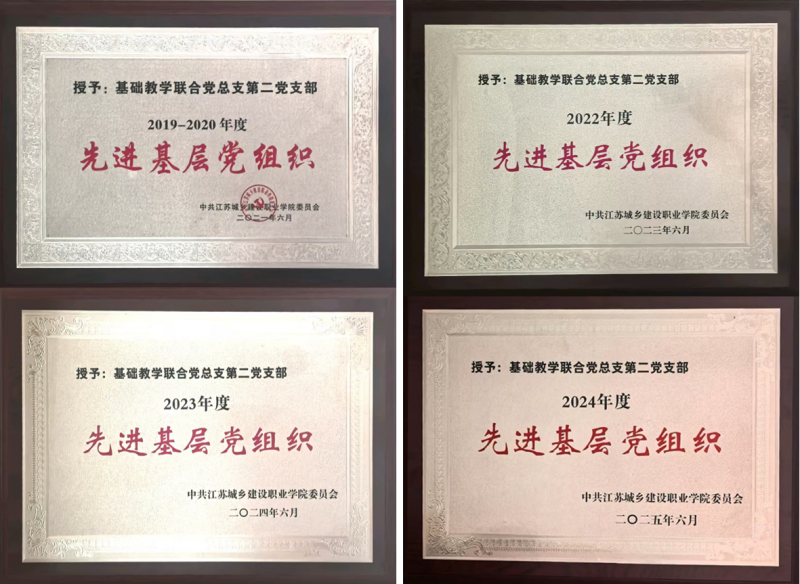 授予：基础教学联合党总支第二党支部
2019-2020年度
先进基层党组织
中共江苏城乡建设职业学院委员会
二〇二一年六月
授予：基础教学联合党总支第二党支部
2022年度
先进基层党组织
中共江苏城乡建设职业学院委员会
二〇二三年六月
授予：基础教学联合党总支第二党支部
2023年度
先进基层党组织
中共江苏城乡建设职业学院委员会
二〇二四年六月
授予：基础教学联合党总支第二党支部
2024年度
先进基层党组织
中共江苏城乡建设职业学院委员会
二〇二五年六月